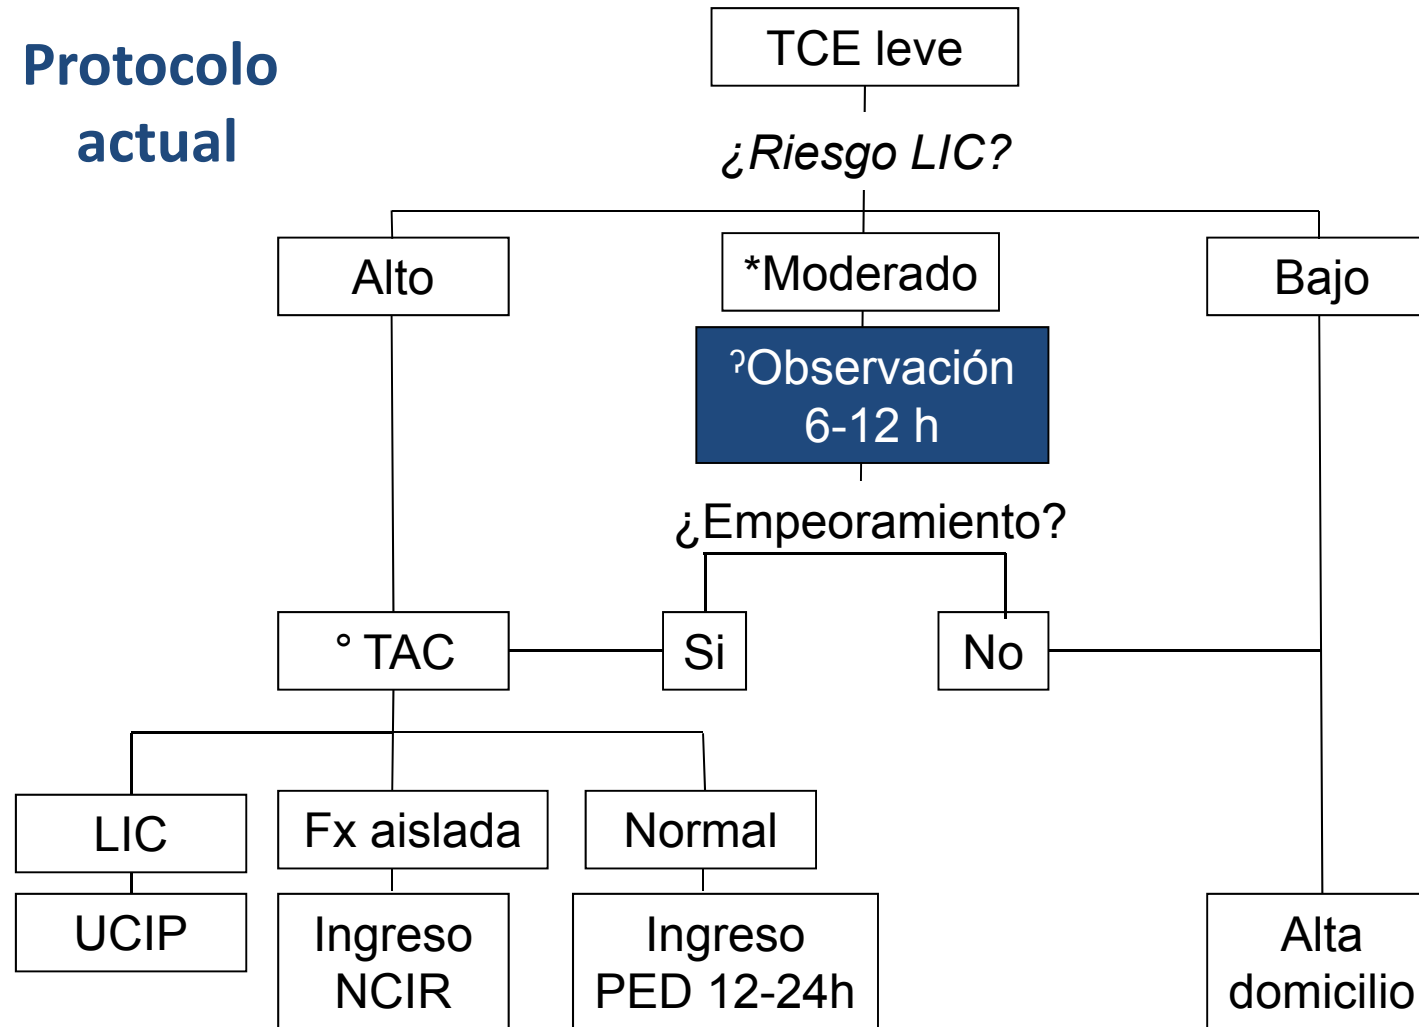 Protocolo
actual
TCE leve
¿Riesgo LIC?
Alto
*Moderado
Bajo
ˀObservación
6-12 h
¿Empeoramiento?
° TAC
Si
No
LIC
Fx aislada
Normal
UCIP
Ingreso
NCIR
Ingreso
PED 12-24h
Alta
domicilio